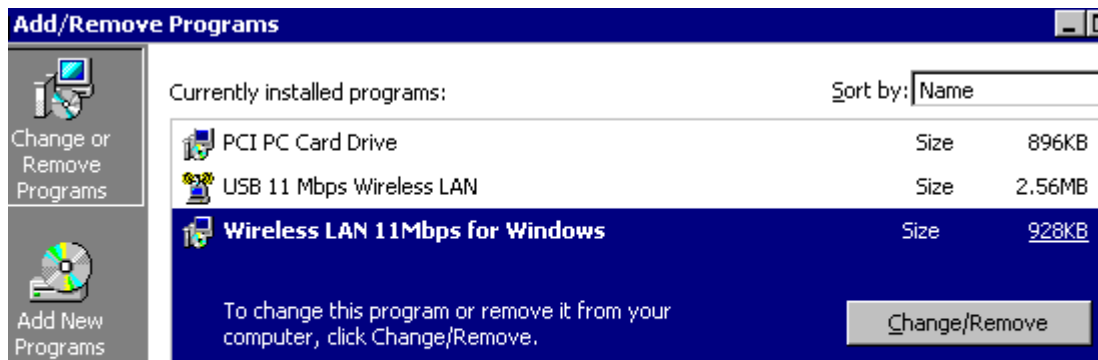 Add/Remove Programs
Change or
Remove
Programs
Add New
Programs
Currently installed programs:
Sort by: Name
PCI PC Card Drive Size 896KB
USB 11 Mbps Wireless LAN Size 2.56MB
Wireless LAN 11Mbps for Windows Size 928KB
To change this program or remove it from your
computer, click Change/Remove.
Change/Remove